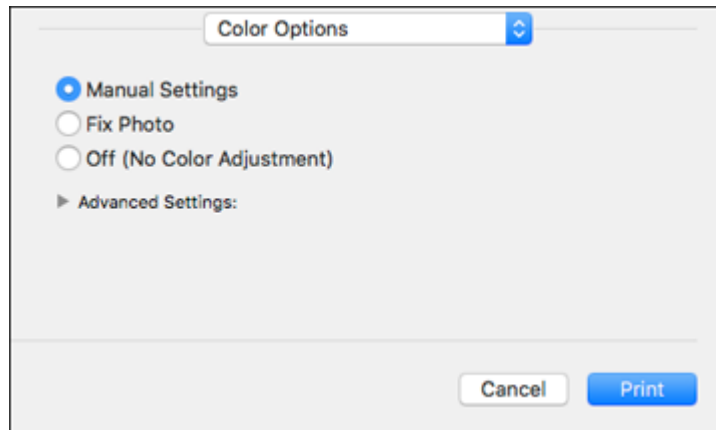 Color Options
Manual Settings
Fix Photo
Off (No Color Adjustment)
Advanced Settings:
Cancel Print